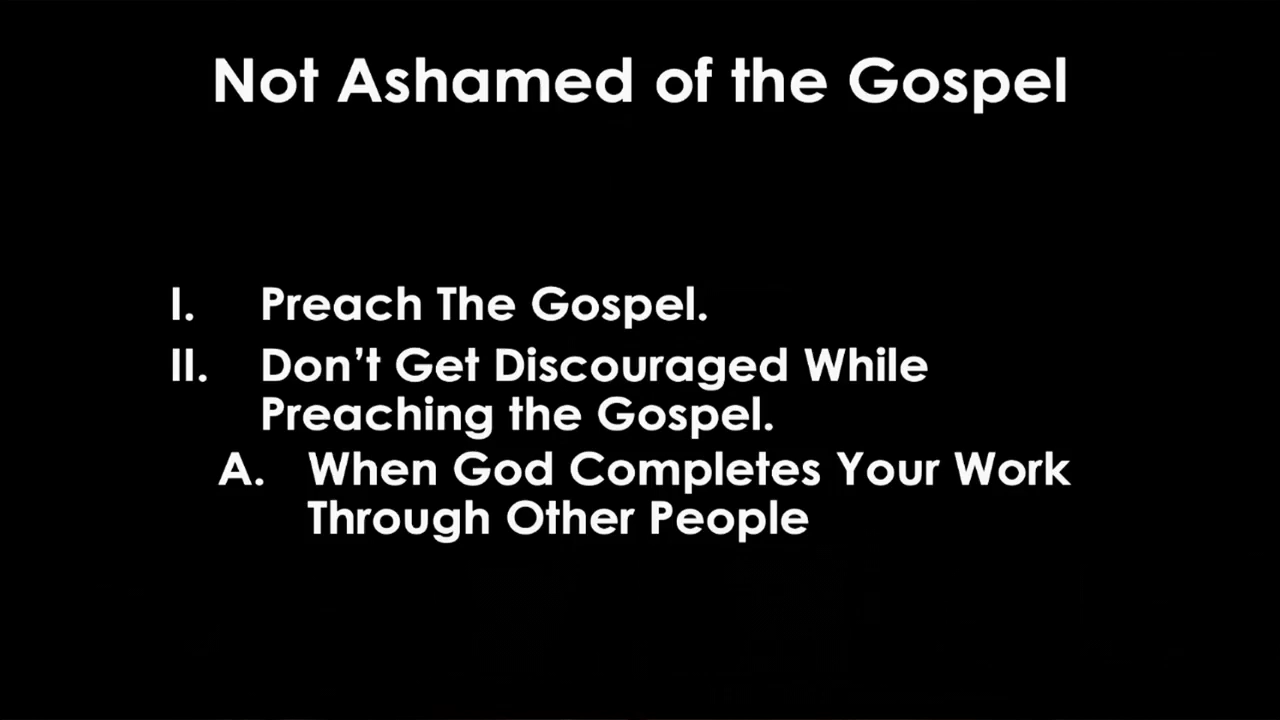 Not Ashamed of the Gospel
I. Preach The Gospel.
II. Don’t Get Discouraged While
Preaching the Gospel.
A. When God Completes Your Work
Through Other People